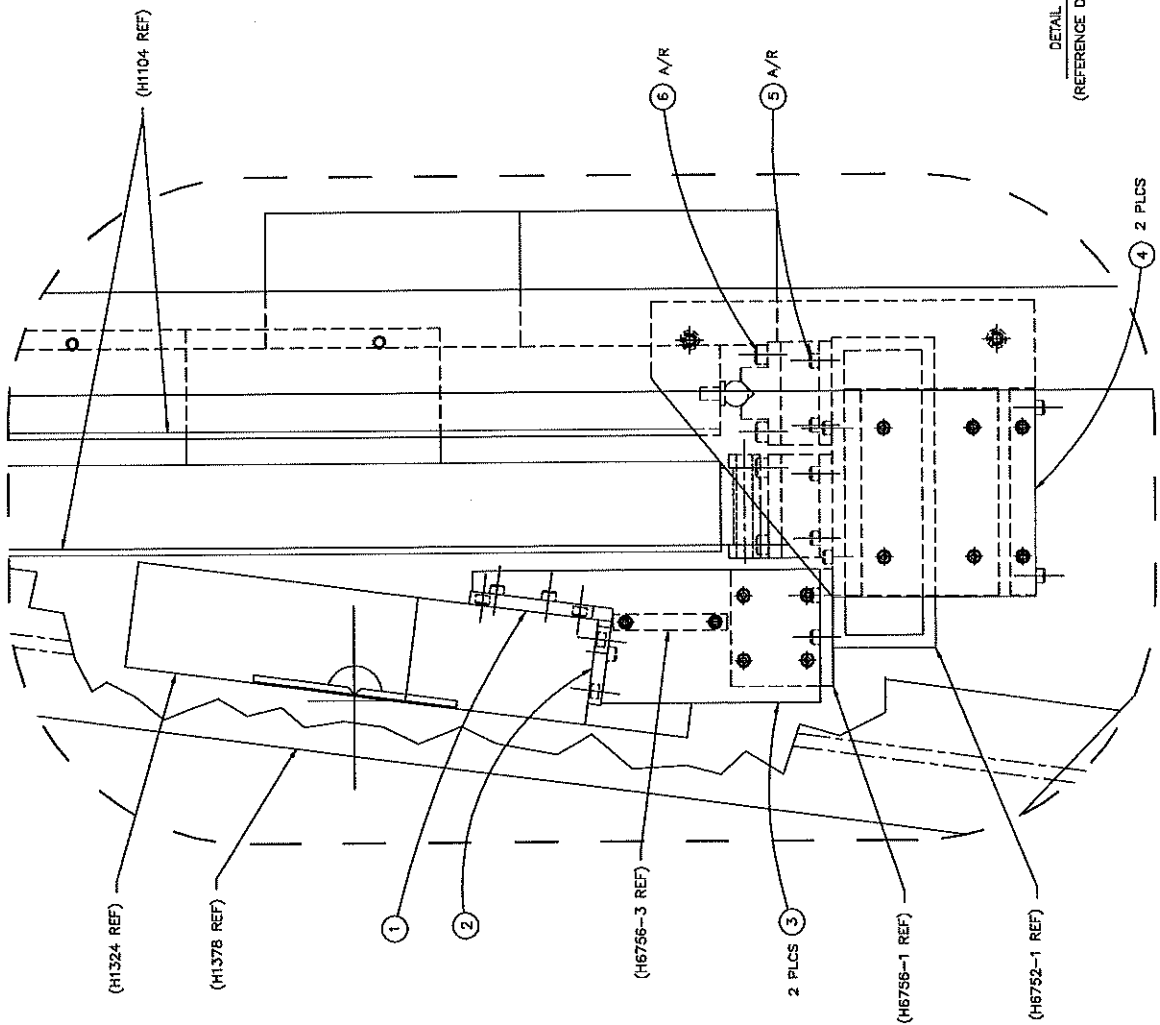 (H1104 REF)
(H1324 REF)
(H1378 REF)
1
2
(H6756-3 REF)
2 PLCS 3
(H6756-1 REF)
(H6752-1 REF)
6 A/R
5 A/R
4 2 PLCS
DETAIL
(REFERENCE D